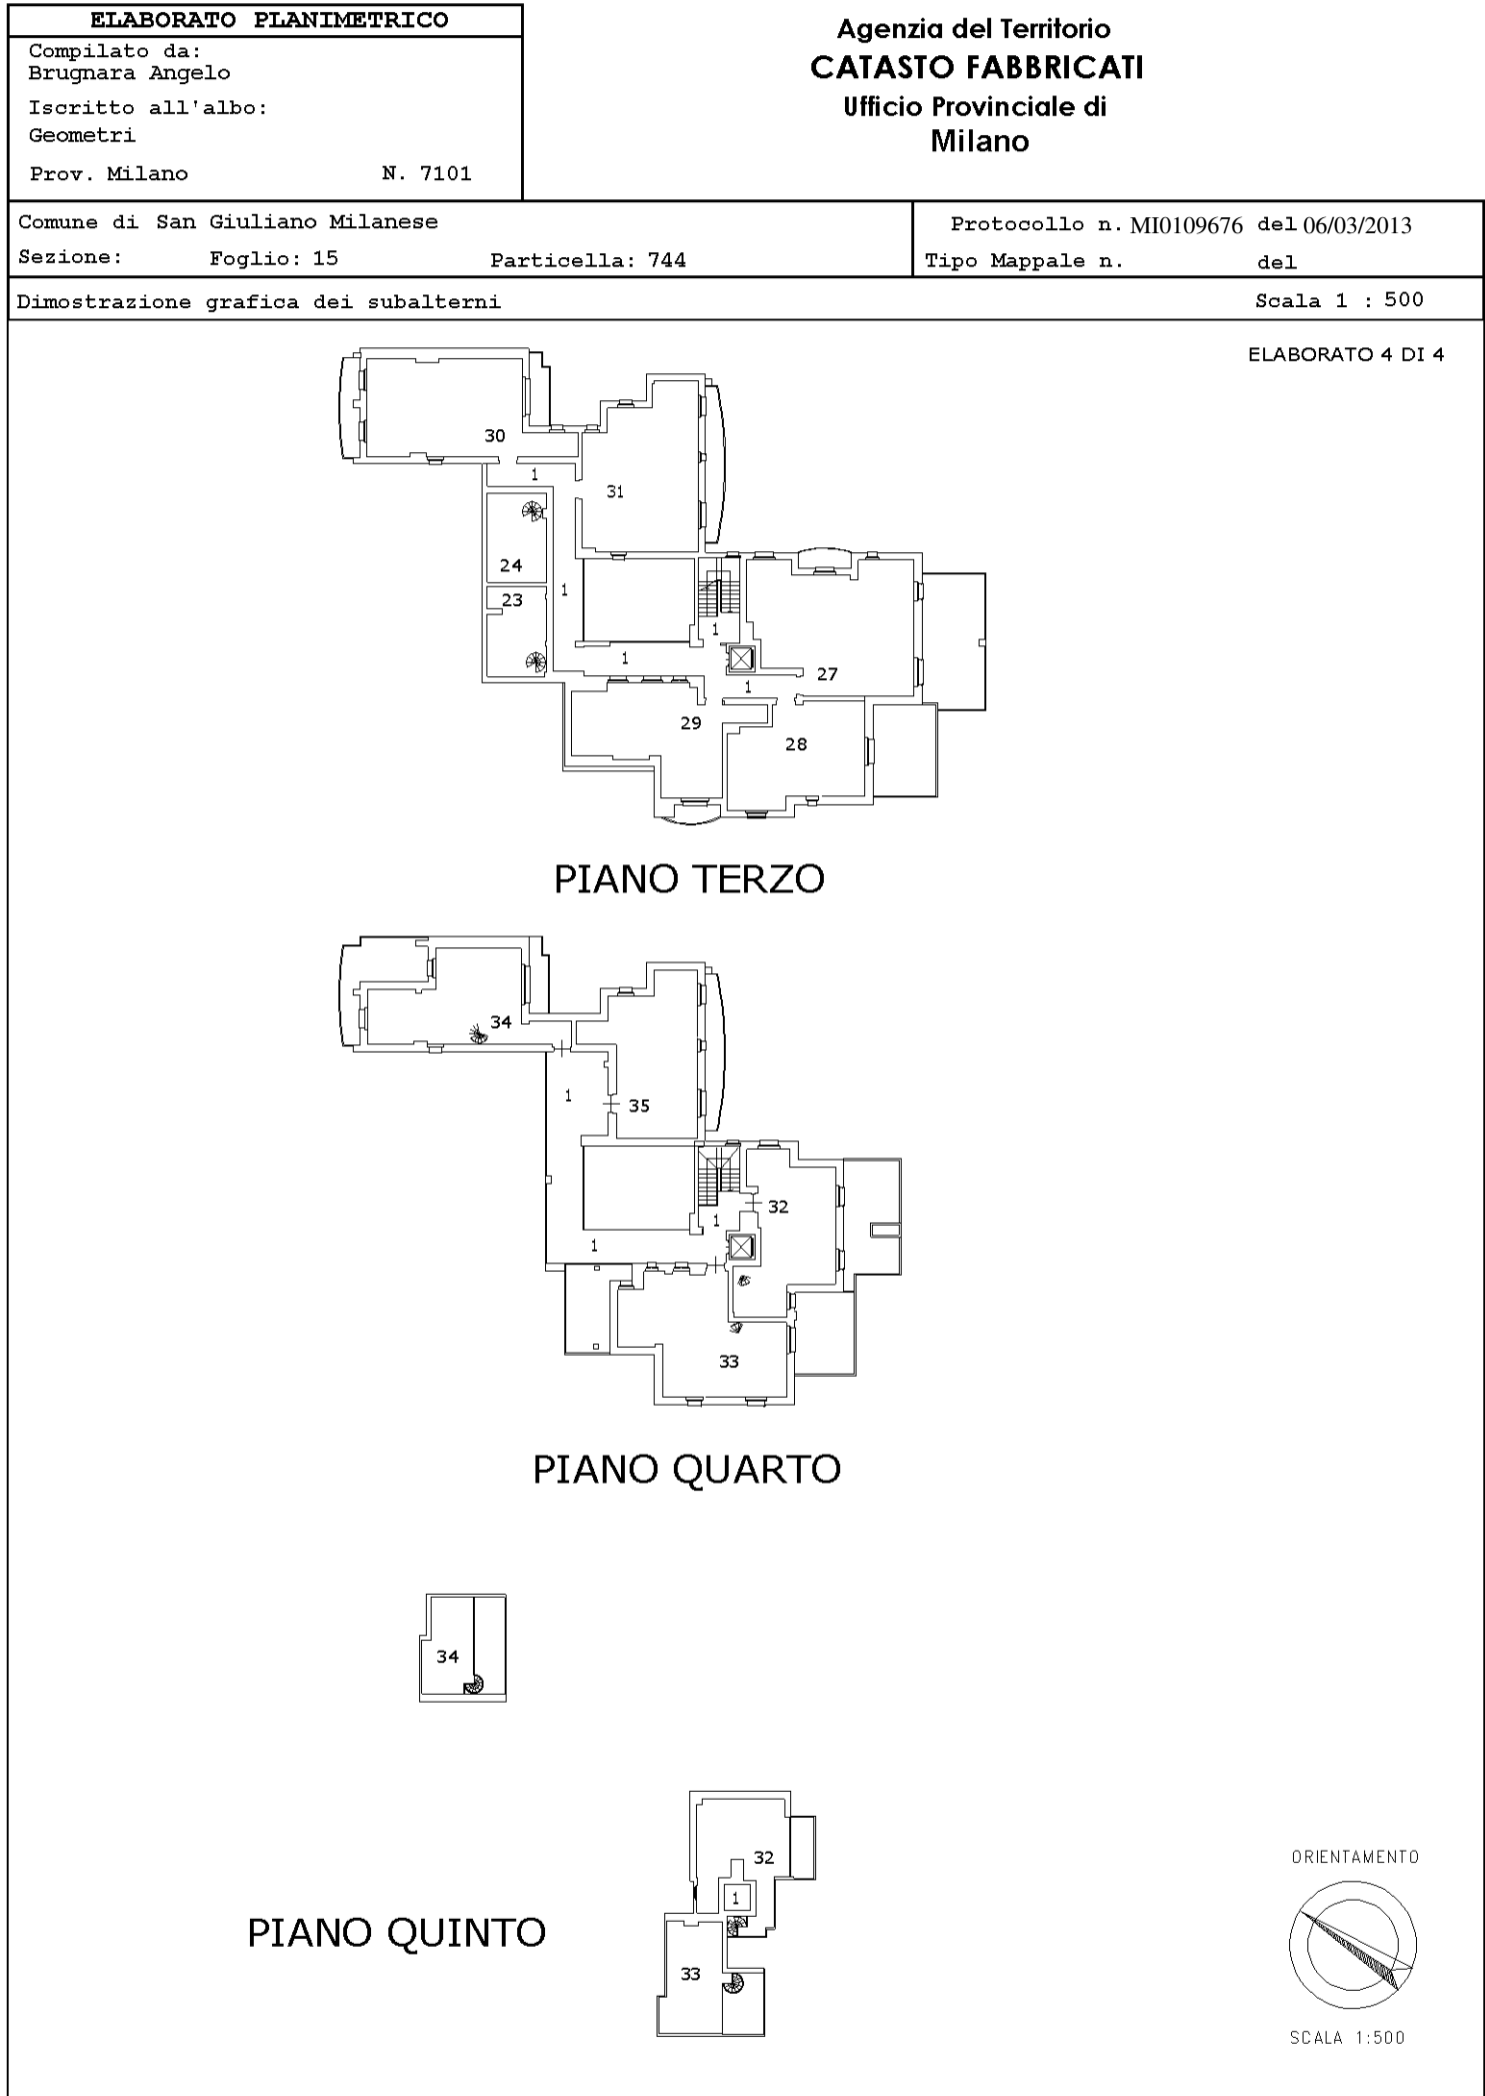 ELABORATO PLANIMETRICO
Compilato da:
Brugnara Angelo
Iscritto all'albo:
Geometri
Prov. Milano N. 7101
Agenzia del Territorio
CATASTO FABBRICATI
Ufficio Provinciale di
Milano
Comune di San Giuliano Milanese
Sezione: Foglio: 15 Particella: 744
Protocollo n. MI0109676 del 06/03/2013
Tipo Mappale n. del
Dimostrazione grafica dei subalterni Scala 1 : 500
ELABORATO 4 DI 4
30
1
31
24
23
1
1
1
27
1
29
28
PIANO TERZO
34
1
35
32
1
1
33
PIANO QUARTO
34
32
1
PIANO QUINTO
33
ORIENTAMENTO
SCALA 1:500